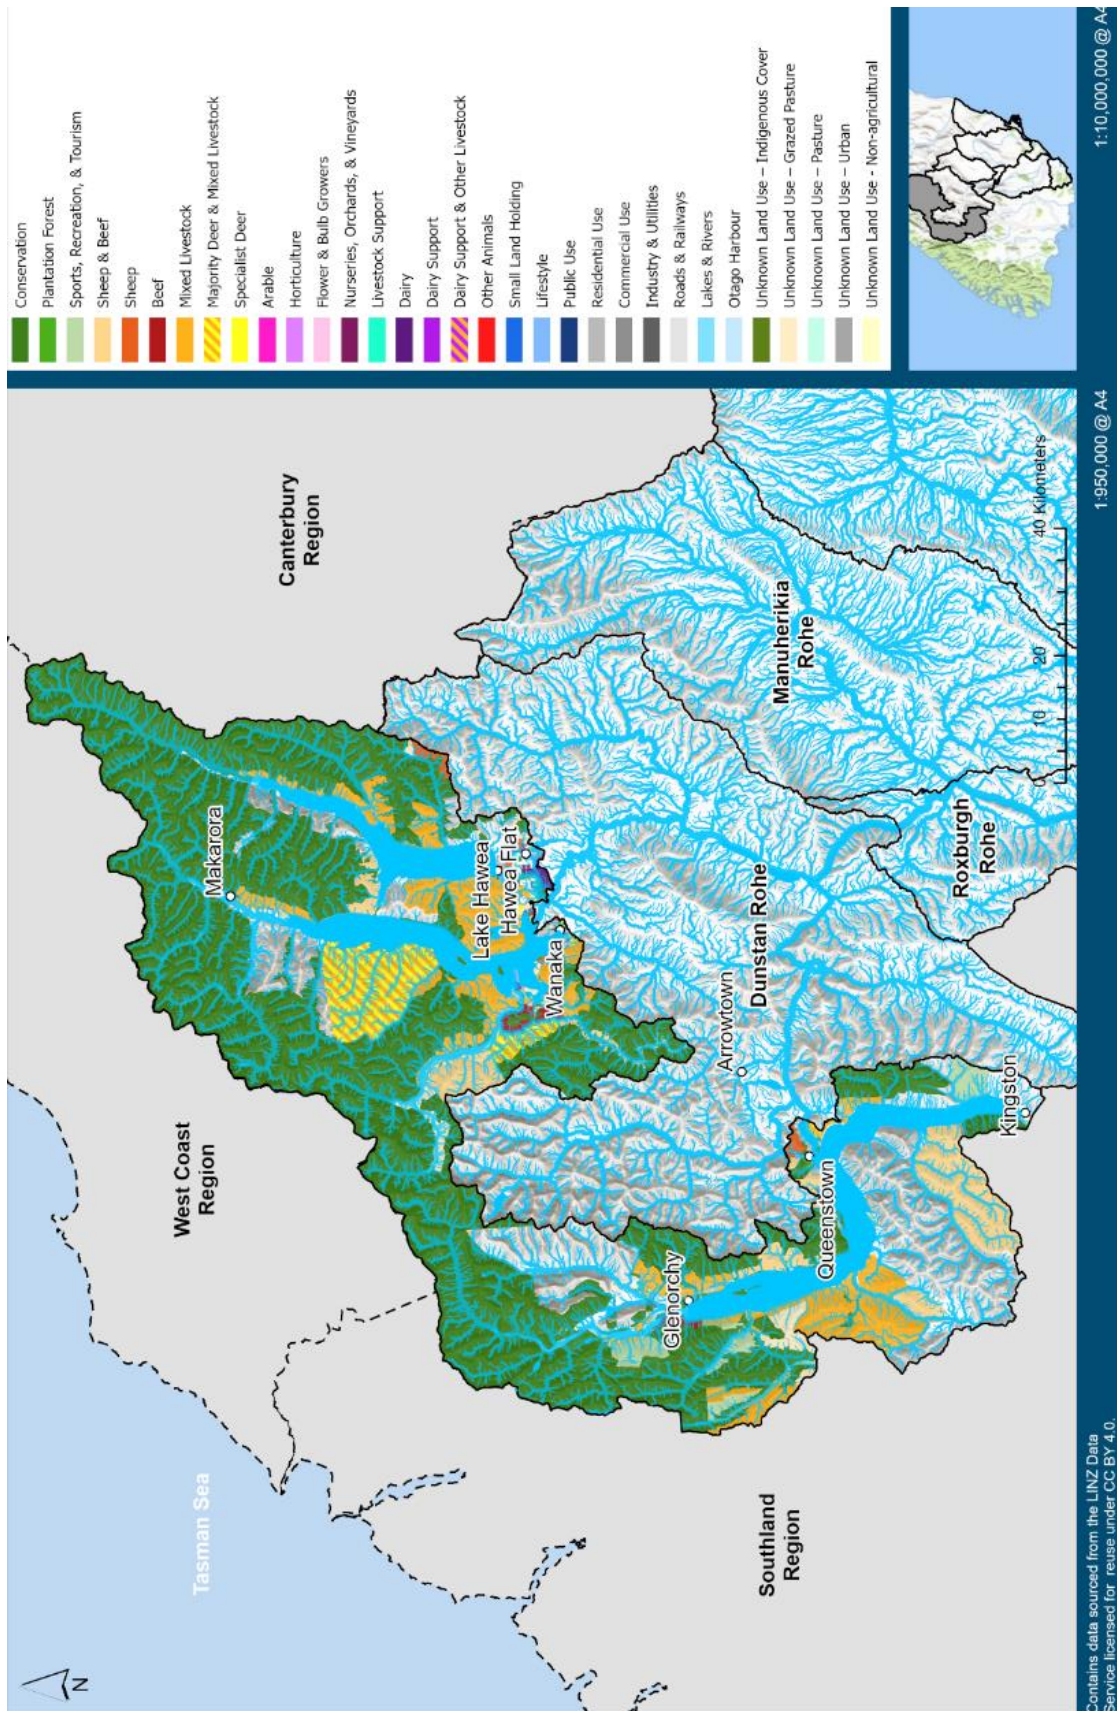 N
Tasman Sea
West Coast
Region
Canterbury
Region
Southland
Region
Makarora
Lake Hawear
Hawea Flat
Wanaka
Glenorchy
Queenstown
Arrowtown
Kingston
Dunstan Rohe
Manuherikia
Rohe
Roxburgh
Rohe
0 10 20 40 Kilometers
Conservation
Plantation Forest
Sports, Recreation, & Tourism
Sheep & Beef
Sheep
Beef
Mixed Livestock
Majority Deer & Mixed Livestock
Specialist Deer
Arable
Horticulture
Flower & Bulb Growers
Nurseries, Orchards, & Vineyards
Livestock Support
Dairy
Dairy Support
Dairy Support & Other Livestock
Other Animals
Small Land Holding
Lifestyle
Public Use
Residential Use
Commercial Use
Industry & Utilities
Roads & Railways
Lakes & Rivers
Otago Harbour
Unknown Land Use – Indigenous Cover
Unknown Land Use – Grazed Pasture
Unknown Land Use – Pasture
Unknown Land Use – Urban
Unknown Land Use - Non-agricultural
Contains data sourced from the LINZ Data
Service licensed for reuse under CC BY 4.0.
1:950,000 @ A4
1:10,000,000 @ A4